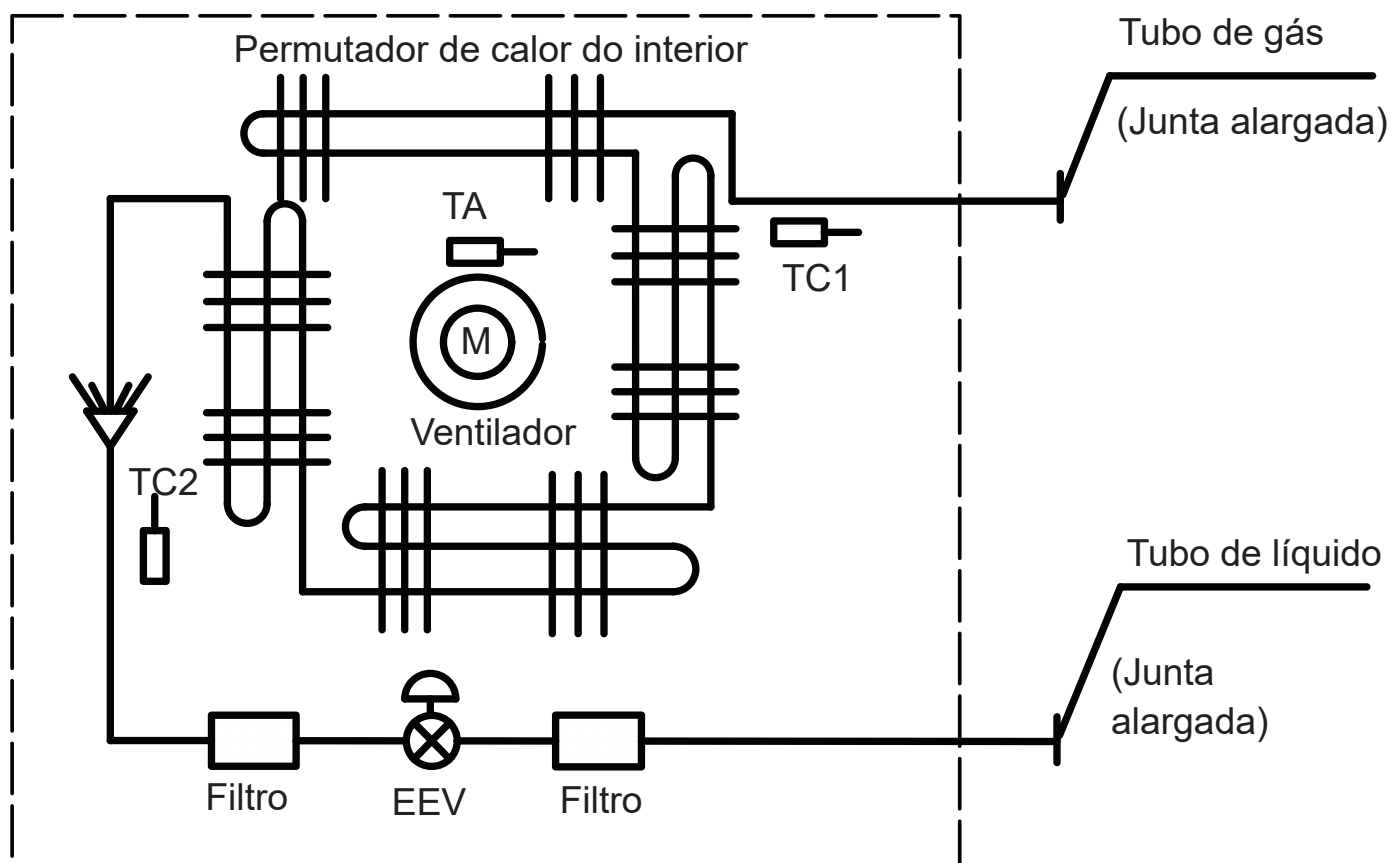 Tubo de gás
Permutador de calor do interior
(Junta alargada)
TA
TC1
M
Ventilador
TC2
Tubo de líquido
(Junta
alargada)
Filtro
EEV
Filtro